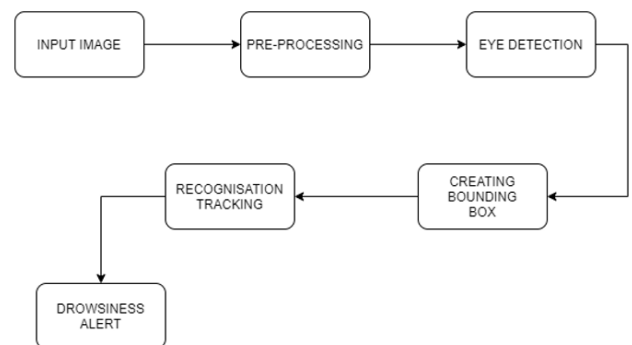 INPUT IMAGE
PRE-PROCESSING
EYE DETECTION
CREATING
BOUNDING
BOX
RECOGNISATION
TRACKING
DROWSINESS
ALERT